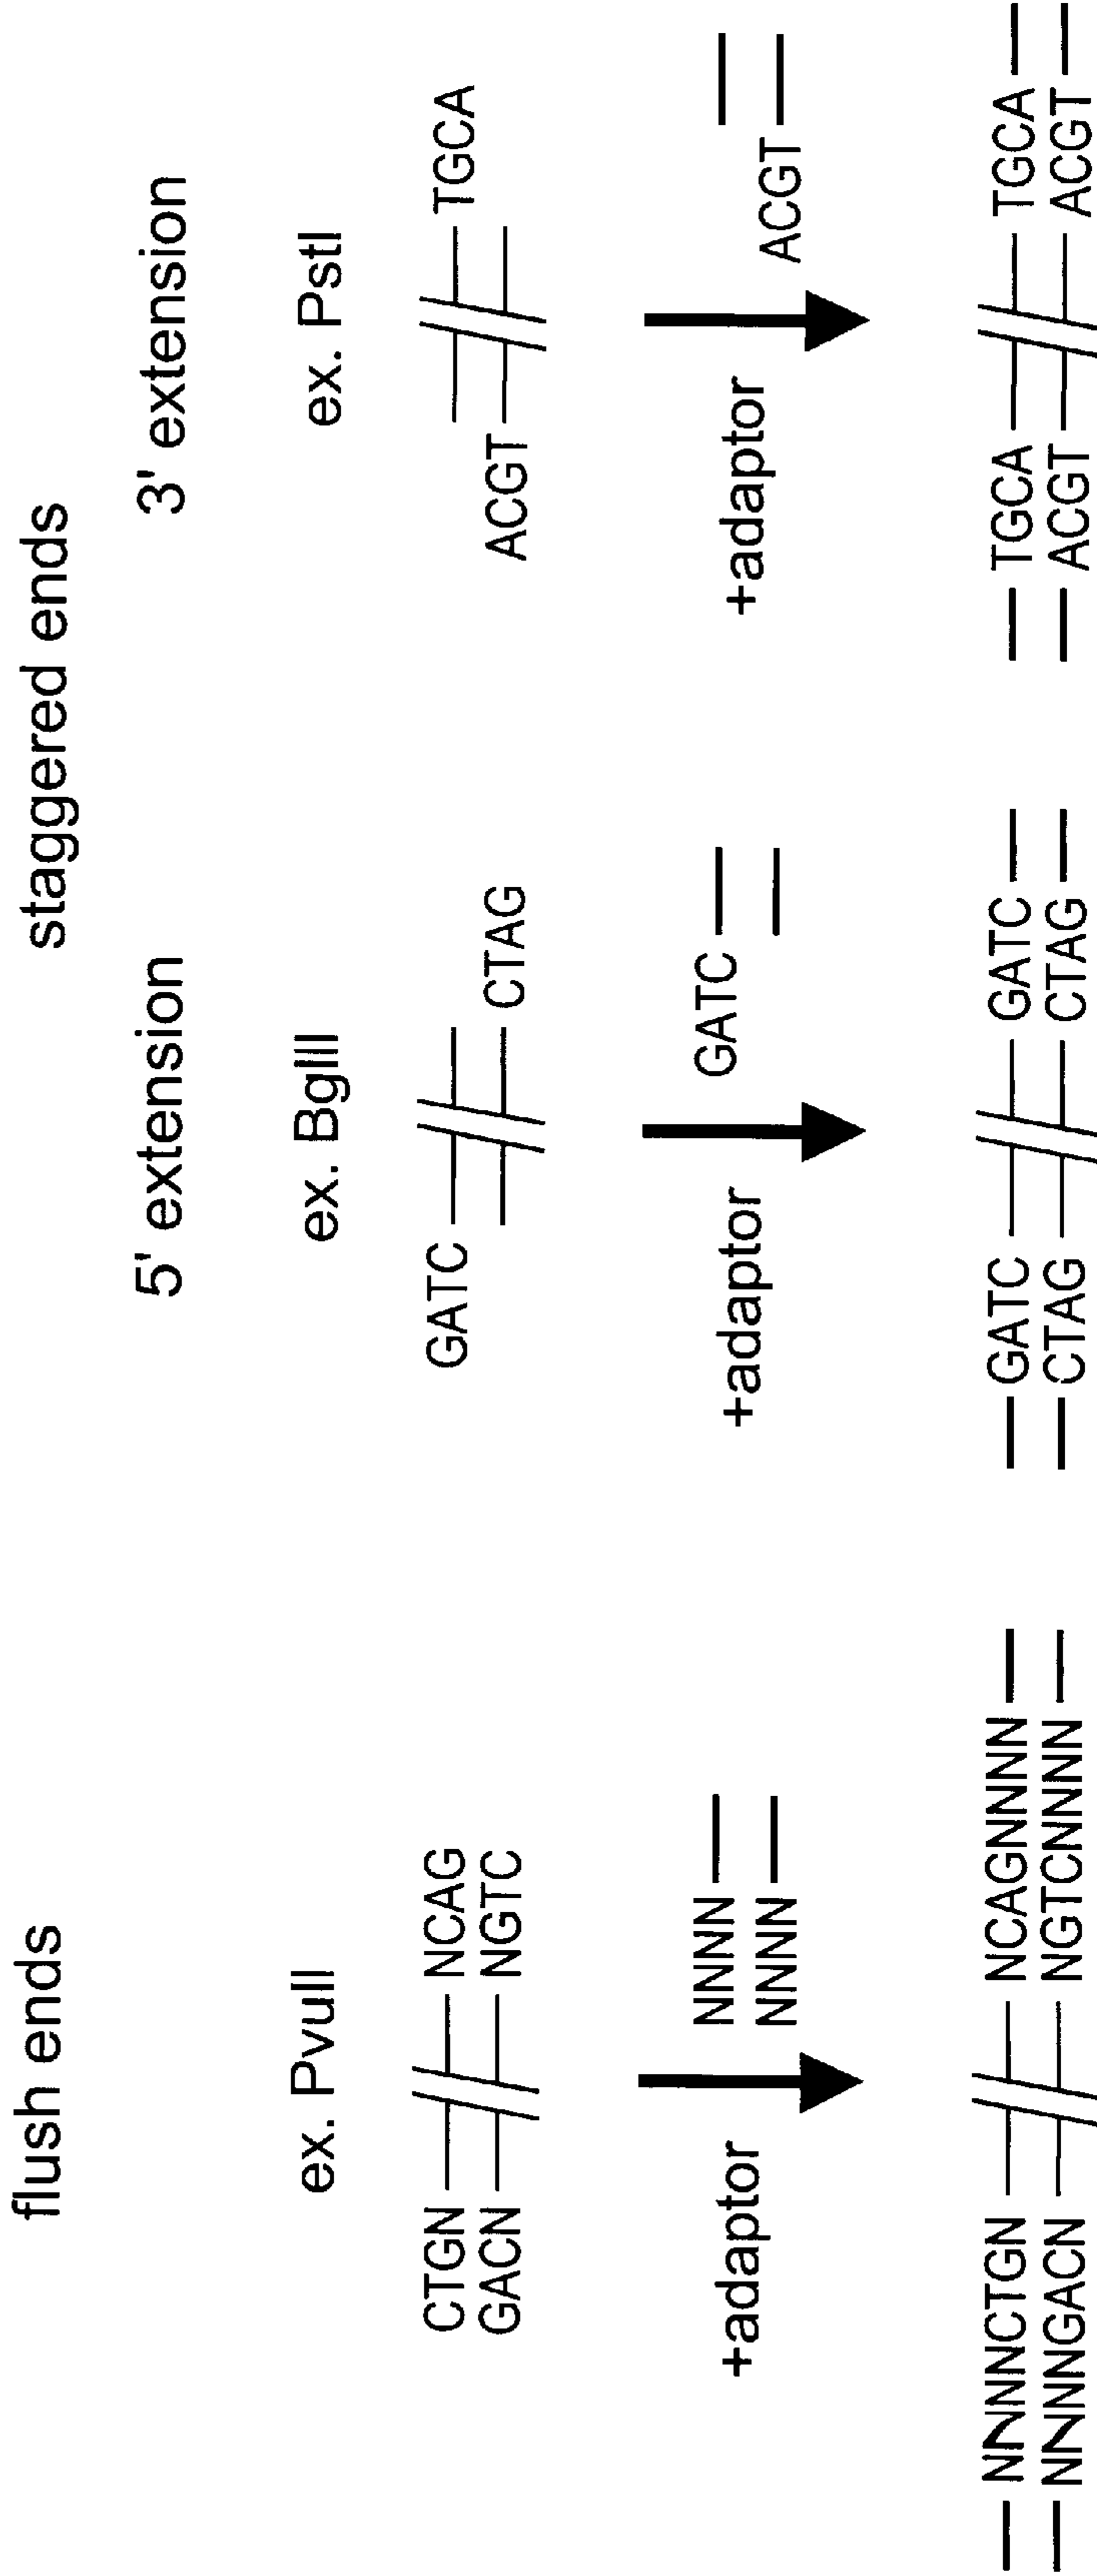 flush ends
staggered ends
5' extension
3' extension
ex. PvuII
ex. BglII
ex. PstI
CTGN NCAG
GACN NGTC
GATC
CTAG
TGCA
ACGT
+adaptor
NNNN
NNNN
+adaptor
GATC
+adaptor
ACGT
NNNNCTGN NCAGNNNN
NNNNGACN NGTCNNNN
GATC GATC
CTAG CTAG
TGCA TGCA
ACGT ACGT